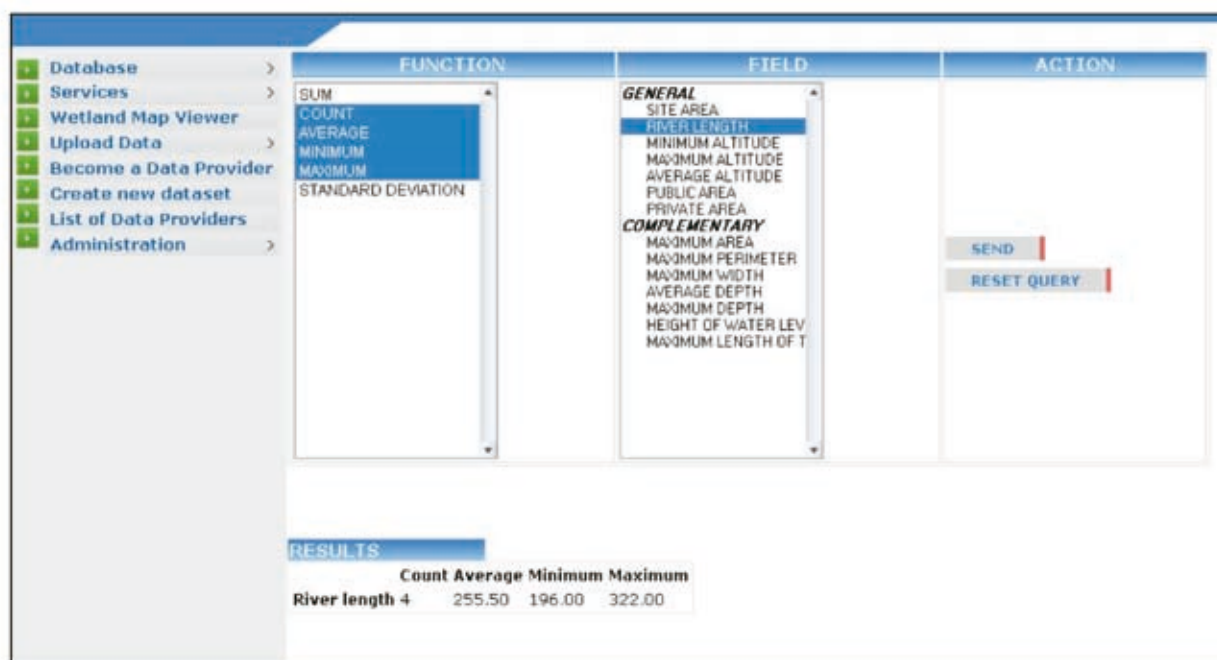 Database
Services
Wetland Map Viewer
Upload Data
Become a Data Provider
Create new dataset
List of Data Providers
Administration
FUNCTION
SUM
COUNT
AVERAGE
MINIMUM
MAXIMUM
STANDARD DEVIATION
FIELD
GENERAL
SITE AREA
RIVER LENGTH
MINIMUM ALTITUDE
MAXIMUM ALTITUDE
AVERAGE ALTITUDE
PUBLIC AREA
PRIVATE AREA
COMPLEMENTARY
MAXIMUM AREA
MAXIMUM PERIMETER
MAXIMUM WIDTH
AVERAGE DEPTH
MAXIMUM DEPTH
HEIGHT OF WATER LEV
MAXIMUM LENGTH OF T
ACTION
SEND
RESET QUERY
RESULTS
Count Average Minimum Maximum
River length 4 255.50 196.00 322.00